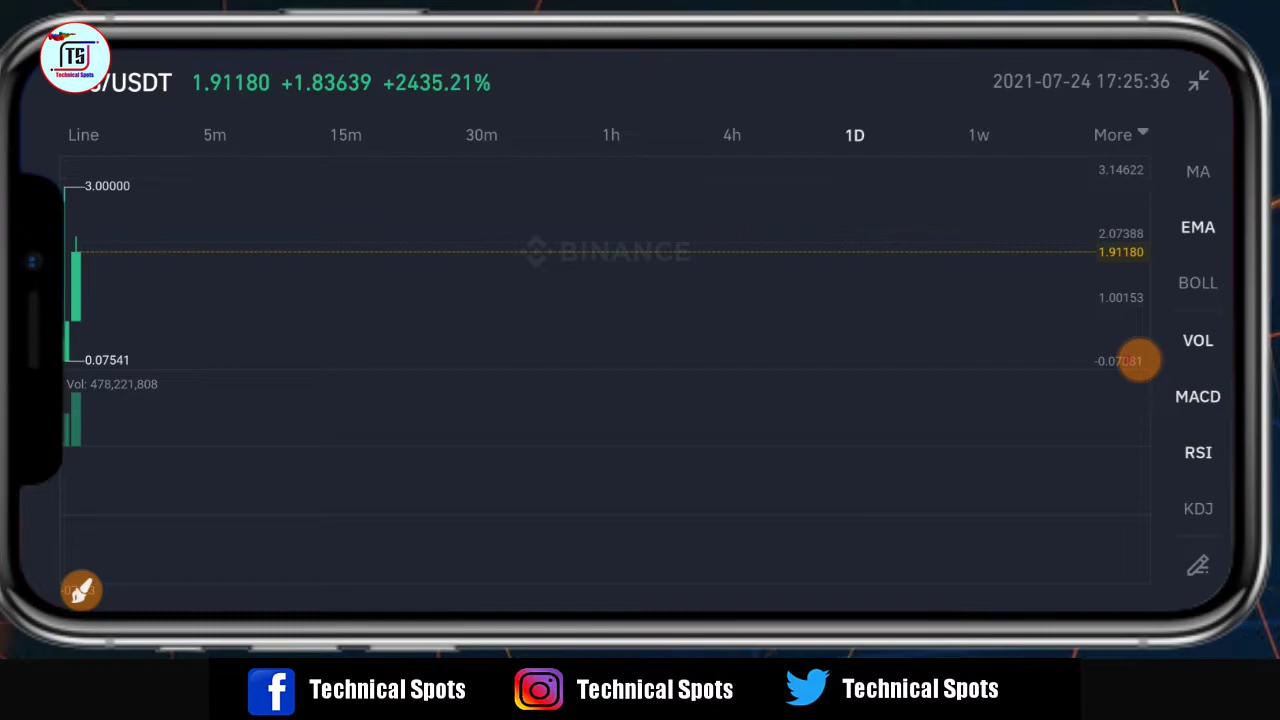 TS
Technical Spots
/USDT 1.91180 +1.83639 +2435.21% 2021-07-24 17:25:36
Line 5m 15m 30m 1h 4h 1D 1w More
3.14622
3.00000
2.07388
1.91180
BINANCE
1.00153
0.07541
Vol: 478,221,808
MA
EMA
BOLL
VOL
MACD
RSI
KDJ
Technical Spots Technical Spots Technical Spots